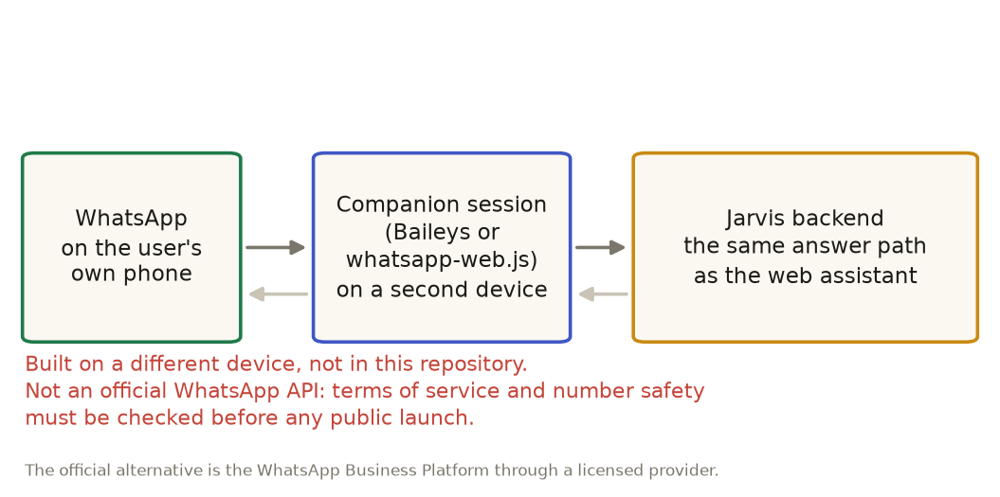 WhatsApp
on the user's
own phone
Companion session
(Baileys or
whatsapp-web.js)
on a second device
Jarvis backend
the same answer path
as the web assistant
Built on a different device, not in this repository.
Not an official WhatsApp API: terms of service and number safety
must be checked before any public launch.
The official alternative is the WhatsApp Business Platform through a licensed provider.